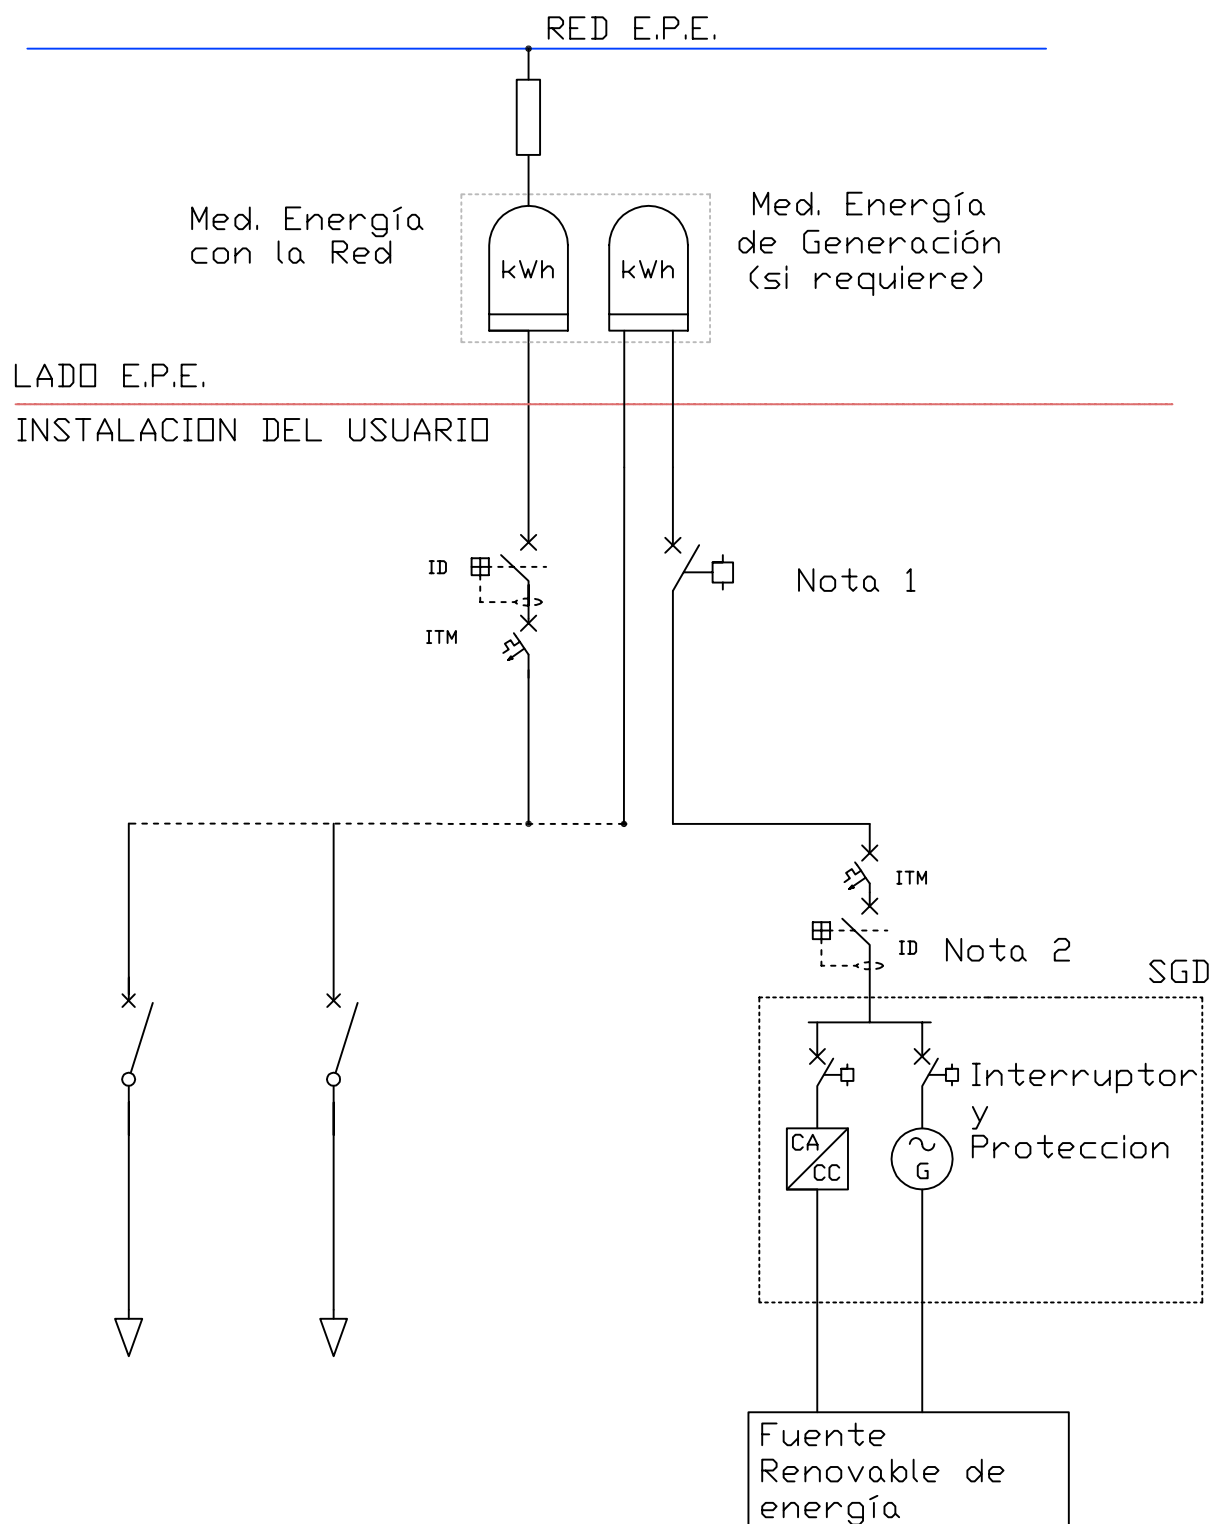 RED E.P.E.
Med. Energía
con la Red
Med. Energía
de Generación
(si requiere)
kWh
kWh
LADO E.P.E.
INSTALACION DEL USUARIO
ID
Nota 1
ITM
ITM
ID
Nota 2
SGD
Interruptor
y
Proteccion
CA
CC
G
Fuente
Renovable de
energía